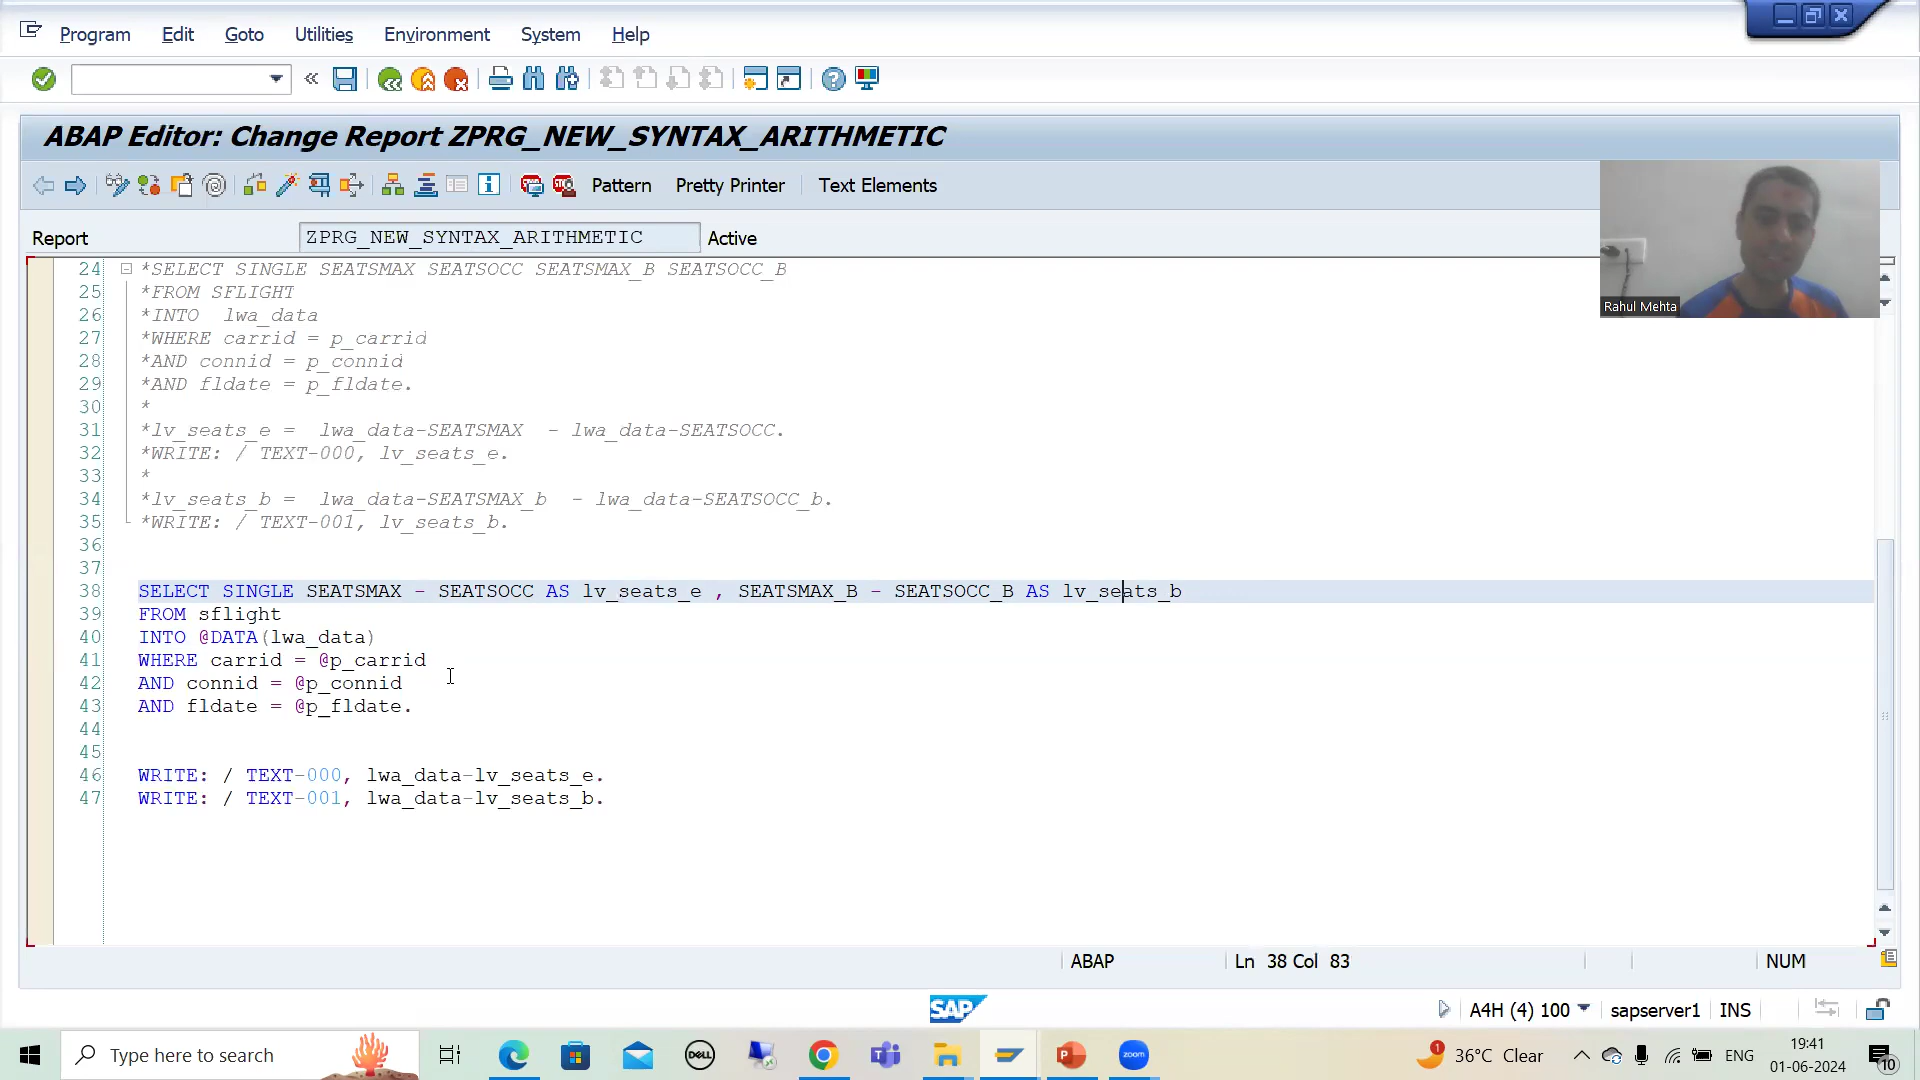 Program Edit Goto Utilities Environment System Help
ABAP Editor: Change Report ZPRG_NEW_SYNTAX_ARITHMETIC
Pattern Pretty Printer Text Elements
Report ZPRG_NEW_SYNTAX_ARITHMETIC Active
Rahul Mehta
24 *SELECT SINGLE SEATSMAX SEATSOCC SEATSMAX_B SEATSOCC_B
25 *FROM SFLIGHT
26 *INTO lwa_data
27 *WHERE carrid = p_carrid
28 *AND connid = p_connid
29 *AND fldate = p_fldate.
30 *
31 *lv_seats_e = lwa_data-SEATSMAX - lwa_data-SEATSOCC.
32 *WRITE: / TEXT-000, lv_seats_e.
33 *
34 *lv_seats_b = lwa_data-SEATSMAX_b - lwa_data-SEATSOCC_b.
35 *WRITE: / TEXT-001, lv_seats_b.
36
37
38 SELECT SINGLE SEATSMAX - SEATSOCC AS lv_seats_e , SEATSMAX_B - SEATSOCC_B AS lv_seats_b
39 FROM sflight
40 INTO @DATA(lwa_data)
41 WHERE carrid = @p_carrid
42 AND connid = @p_connid
43 AND fldate = @p_fldate.
44
45
46 WRITE: / TEXT-000, lwa_data-lv_seats_e.
47 WRITE: / TEXT-001, lwa_data-lv_seats_b.
ABAP Ln 38 Col 83 NUM
SAP A4H (4) 100 sapserver1 INS
Type here to search DELL zoom 1 36°C Clear ENG 19:41
01-06-2024 10